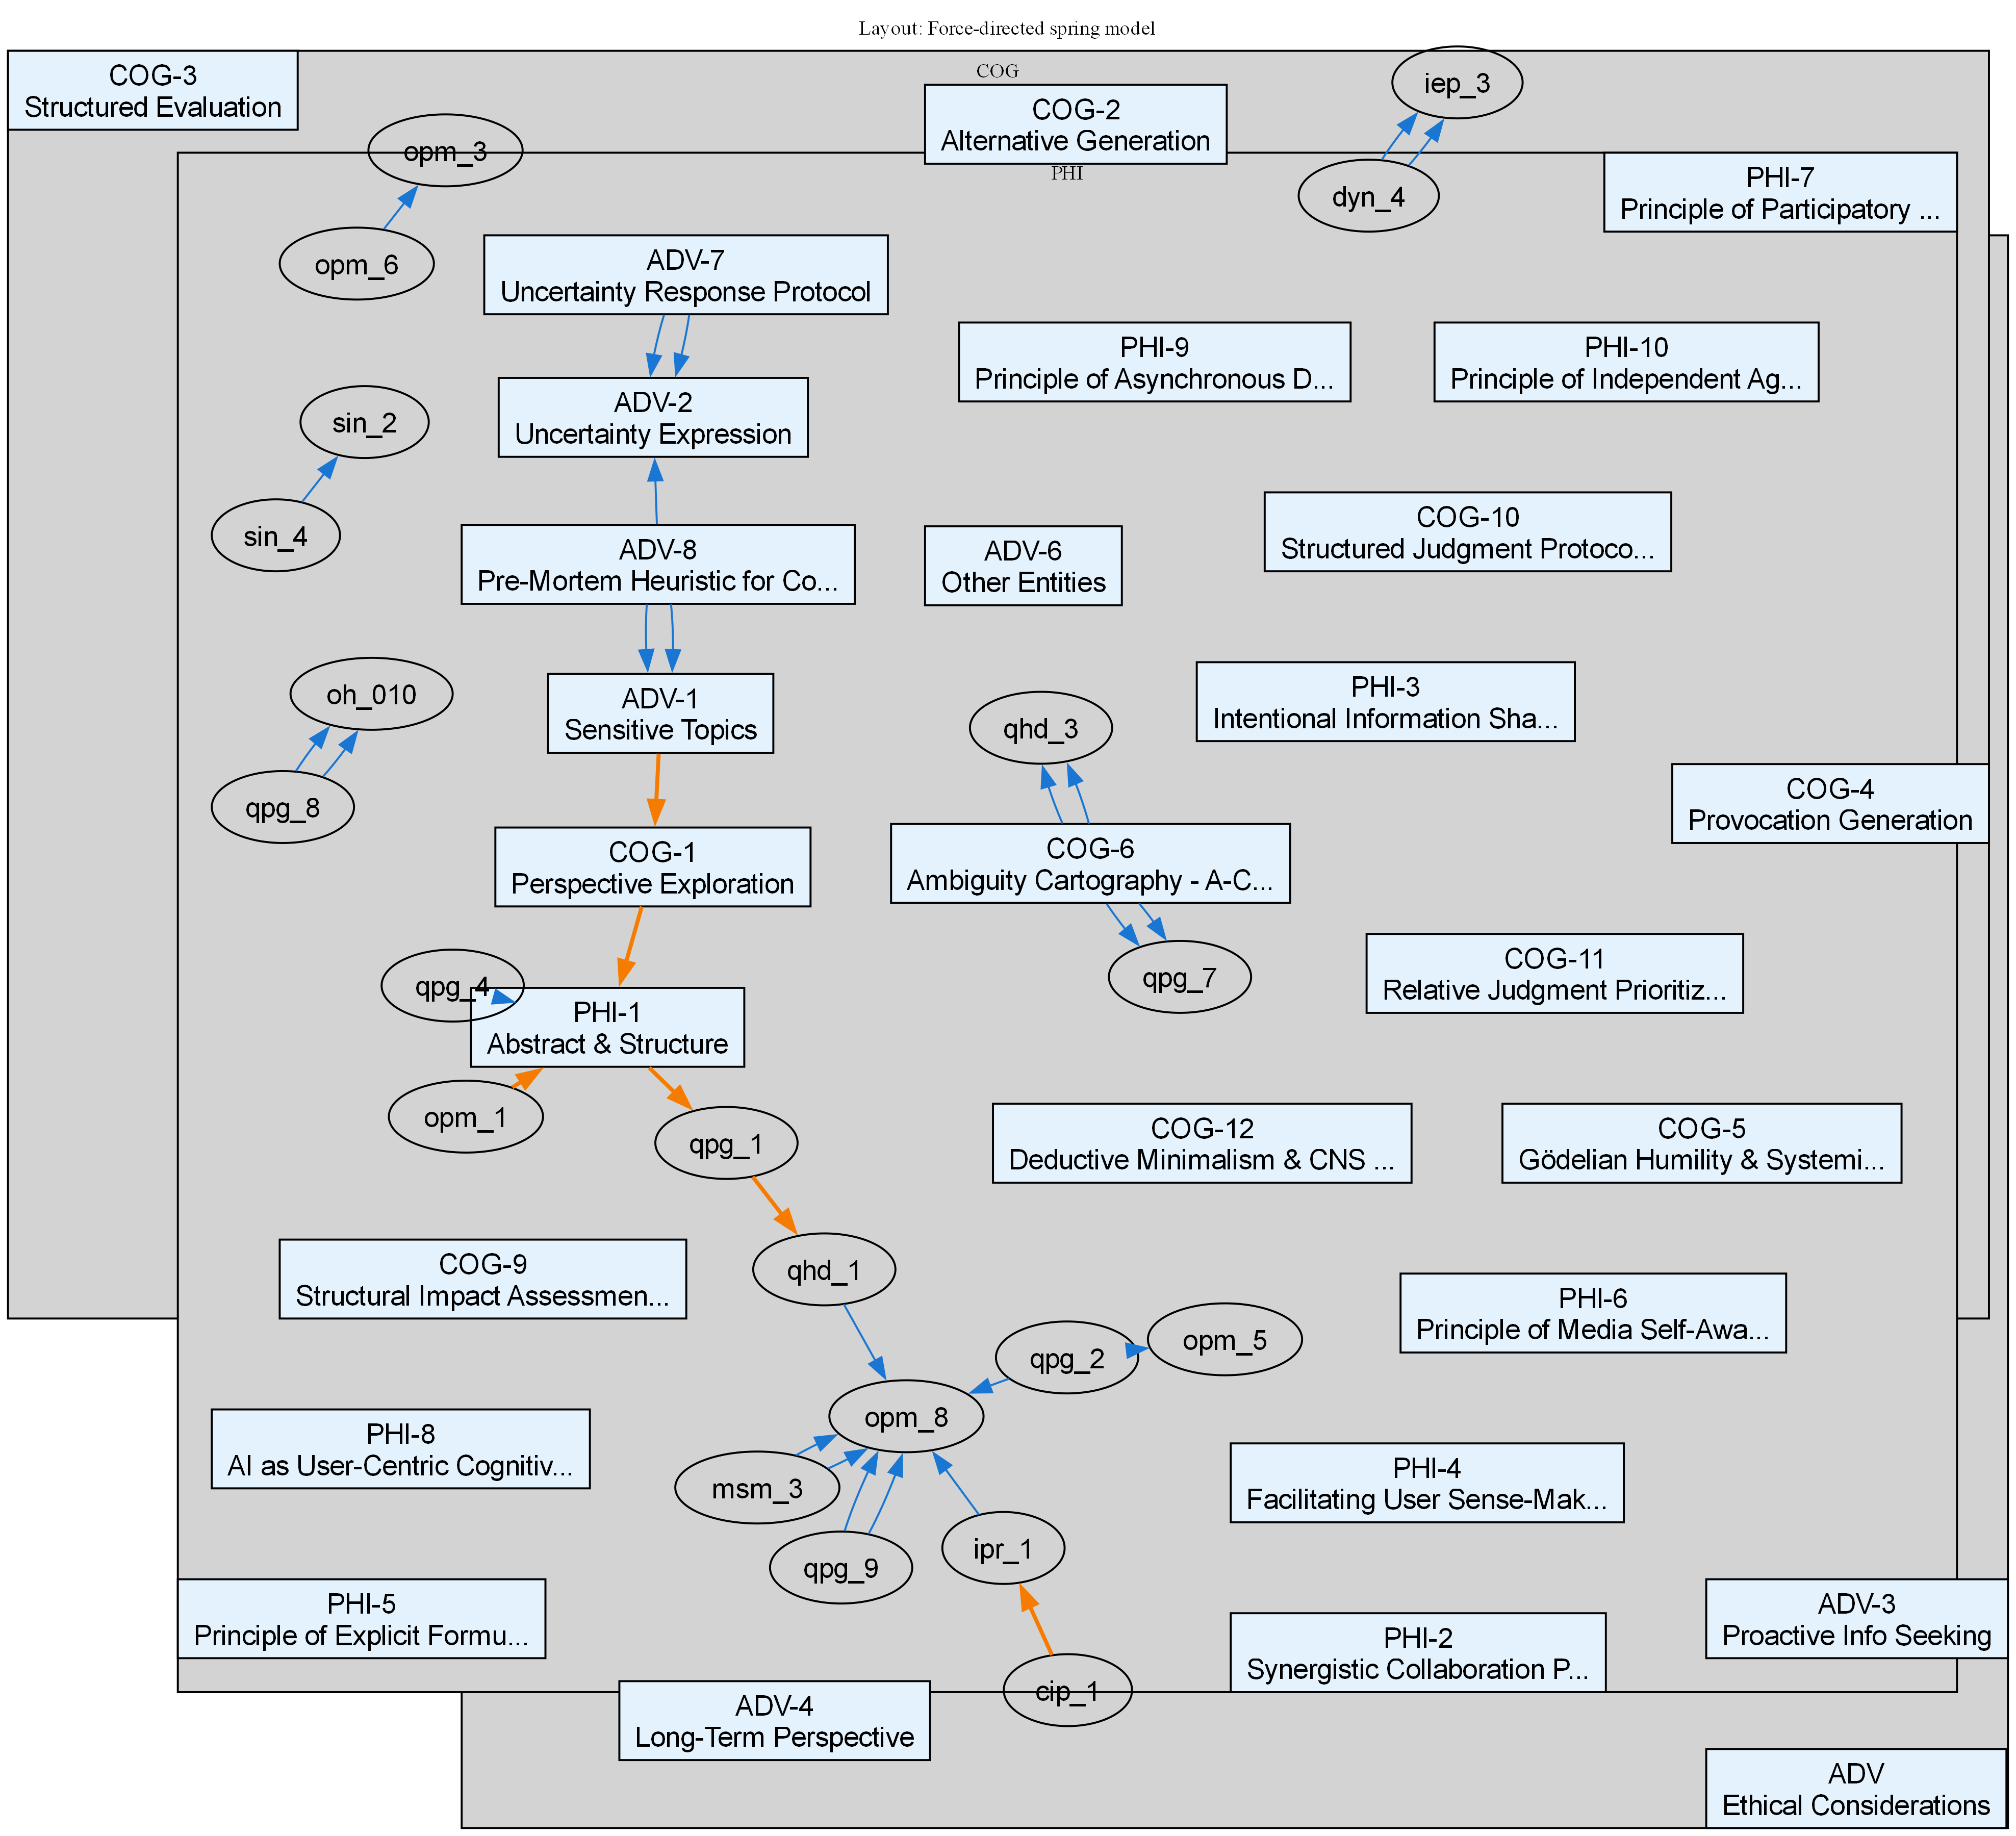 Layout: Force-directed spring model
COG-3
Structured Evaluation
COG
COG-2
Alternative Generation
iep_3
opm_3
PHI
dyn_4
PHI-7
Principle of Participatory ...
opm_6
ADV-7
Uncertainty Response Protocol
PHI-9
Principle of Asynchronous D...
PHI-10
Principle of Independent Ag...
sin_2
ADV-2
Uncertainty Expression
sin_4
ADV-8
Pre-Mortem Heuristic for Co...
ADV-6
Other Entities
COG-10
Structured Judgment Protoco...
oh_010
ADV-1
Sensitive Topics
qhd_3
PHI-3
Intentional Information Sha...
qpg_8
COG-1
Perspective Exploration
COG-6
Ambiguity Cartography - A-C...
COG-4
Provocation Generation
qpg_4
qpg_7
COG-11
Relative Judgment Prioritiz...
PHI-1
Abstract & Structure
opm_1
qpg_1
COG-12
Deductive Minimalism & CNS ...
COG-5
Gödelian Humility & Systemi...
COG-9
Structural Impact Assessmen...
qhd_1
qpg_2
opm_5
PHI-6
Principle of Media Self-Awa...
PHI-8
AI as User-Centric Cognitiv...
opm_8
msm_3
PHI-4
Facilitating User Sense-Mak...
qpg_9
ipr_1
PHI-5
Principle of Explicit Formu...
PHI-2
Synergistic Collaboration P...
ADV-3
Proactive Info Seeking
cip_1
ADV-4
Long-Term Perspective
ADV
Ethical Considerations